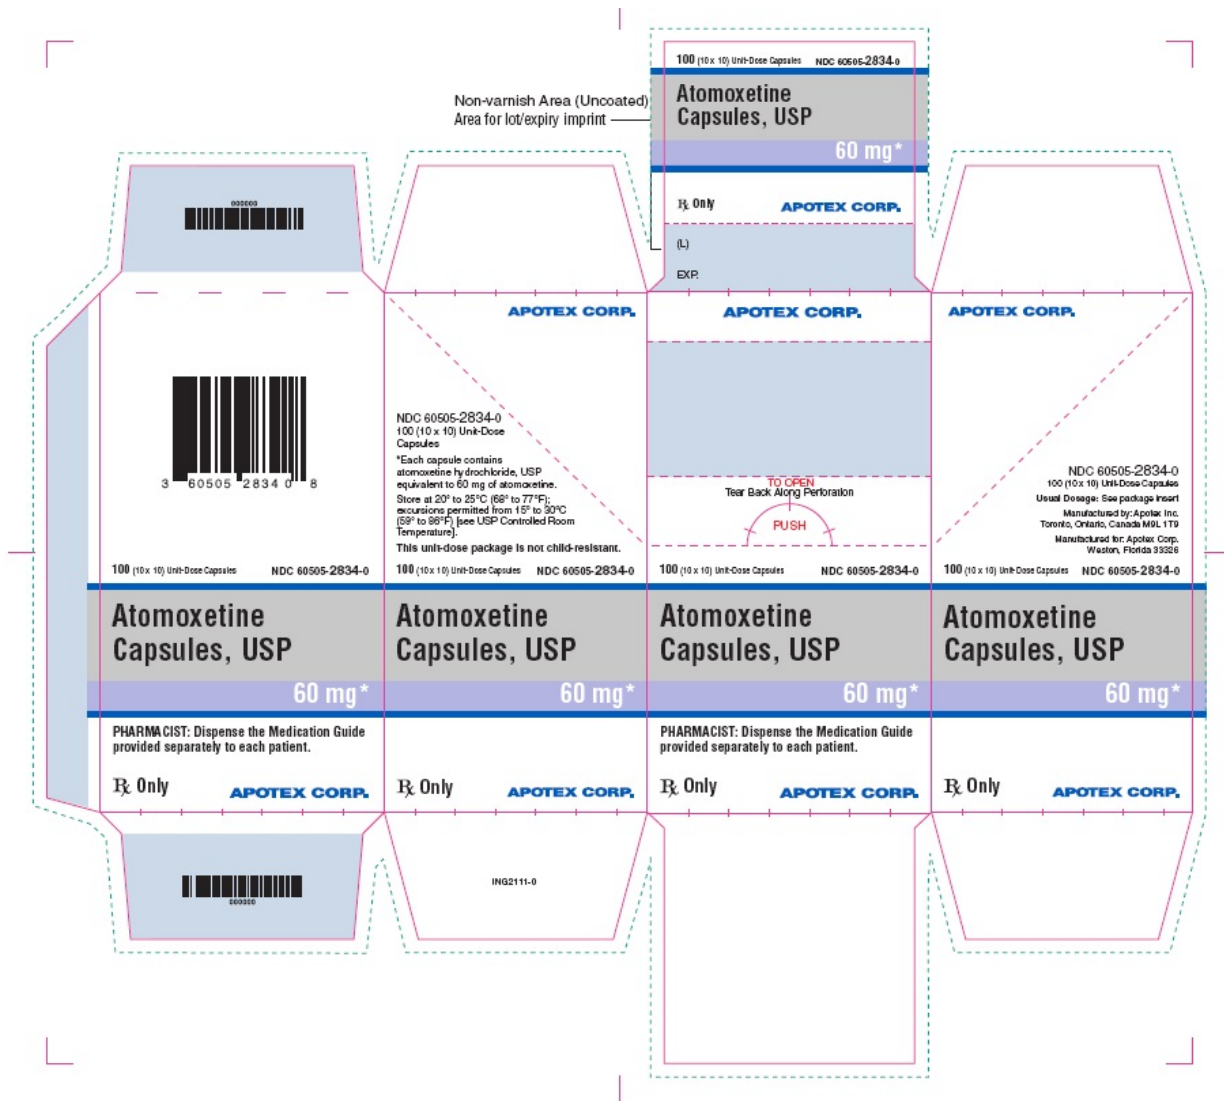 100 (10 x 10) Unit-Dose Capsules NDC 60505-2834-0
Atomoxetine
Capsules, USP
60 mg*
Rx Only APOTEX CORP.
(L)
EXP.
Non-varnish Area (Uncoated)
Area for lot/expiry imprint
000000
3 60505 28340 8
100 (10 x 10) Unit-Dose Capsules NDC 60505-2834-0
Atomoxetine
Capsules, USP
60 mg*
PHARMACIST: Dispense the Medication Guide
provided separately to each patient.
Rx Only APOTEX CORP.
000000
APOTEX CORP.
NDC 60505-2834-0
100 (10 x 10) Unit-Dose
Capsules
*Each capsule contains
atomoxetine hydrochloride, USP
equivalent to 60 mg of atomoxetine.
Store at 20° to 25°C (68° to 77°F);
excursions permitted from 15° to 30°C
(59° to 86°F) [see USP Controlled Room
Temperature].
This unit-dose package is not child-resistant.
100 (10 x 10) Unit-Dose Capsules NDC 60505-2834-0
Atomoxetine
Capsules, USP
60 mg*
Rx Only APOTEX CORP.
ING2111-0
APOTEX CORP.
TO OPEN
Tear Back Along Perforation
PUSH
100 (10 x 10) Unit-Dose Capsules NDC 60505-2834-0
Atomoxetine
Capsules, USP
60 mg*
PHARMACIST: Dispense the Medication Guide
provided separately to each patient.
Rx Only APOTEX CORP.
APOTEX CORP.
NDC 60505-2834-0
100 (10 x 10) Unit-Dose Capsules
Usual Dosage: See package insert
Manufactured by: Apotex Inc.
Toronto, Ontario, Canada M9L 1T9
Manufactured for: Apotex Corp.
Weston, Florida 33326
100 (10 x 10) Unit-Dose Capsules NDC 60505-2834-0
Atomoxetine
Capsules, USP
60 mg*
Rx Only APOTEX CORP.